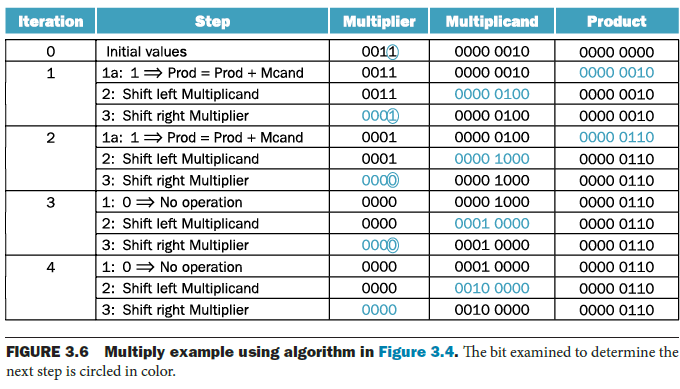 Iteration Step Multiplier Multiplicand Product
0 Initial values 0011 0000 0010 0000 0000
1 1a: 1 ⇒ Prod = Prod + Mcand 0011 0000 0010 0000 0010
2: Shift left Multiplicand 0011 0000 0100 0000 0010
3: Shift right Multiplier 0001 0000 0100 0000 0010
2 1a: 1 ⇒ Prod = Prod + Mcand 0001 0000 0100 0000 0110
2: Shift left Multiplicand 0001 0000 1000 0000 0110
3: Shift right Multiplier 0000 0000 1000 0000 0110
3 1: 0 ⇒ No operation 0000 0000 1000 0000 0110
2: Shift left Multiplicand 0000 0001 0000 0000 0110
3: Shift right Multiplier 0000 0001 0000 0000 0110
4 1: 0 ⇒ No operation 0000 0001 0000 0000 0110
2: Shift left Multiplicand 0000 0010 0000 0000 0110
3: Shift right Multiplier 0000 0010 0000 0000 0110
FIGURE 3.6 Multiply example using algorithm in Figure 3.4. The bit examined to determine the
next step is circled in color.